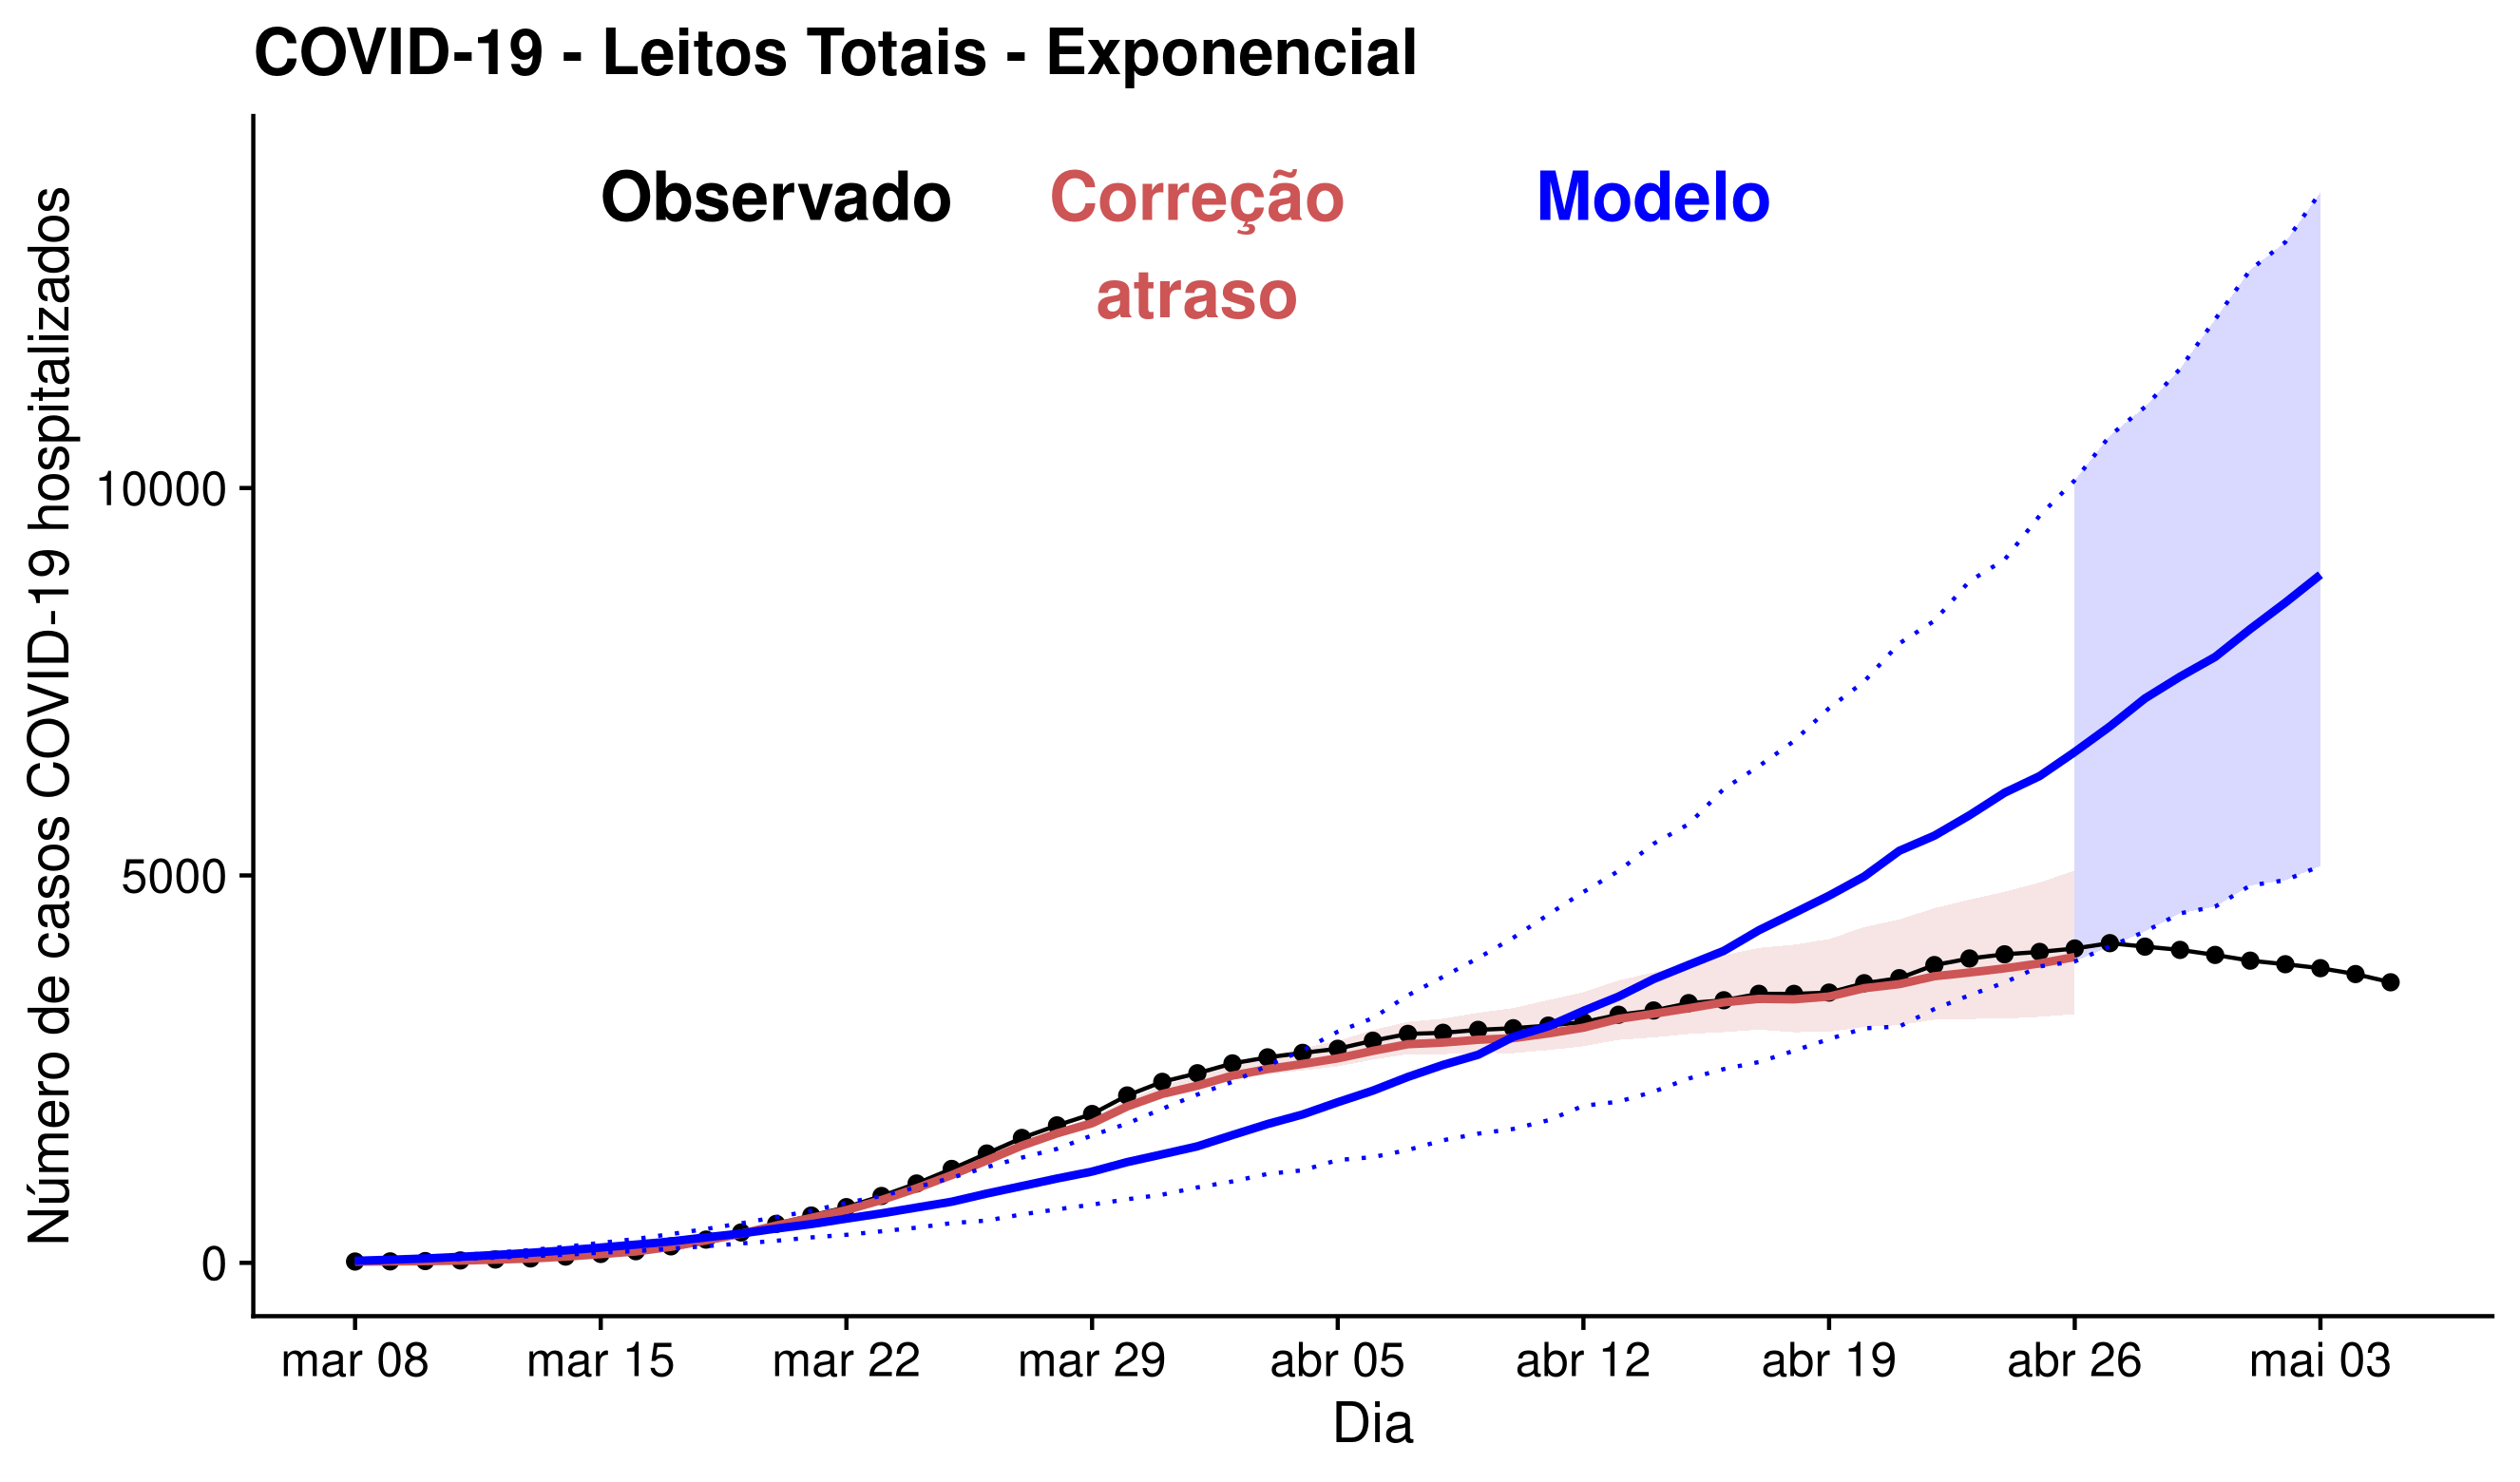 COVID-19 - Leitos Totais - Exponencial
Observado
Correção
atraso
Modelo
Número de casos COVID-19 hospitalizados
10000
5000
0
mar 08
mar 15
mar 22
mar 29
abr 05
abr 12
abr 19
abr 26
mai 03
Dia